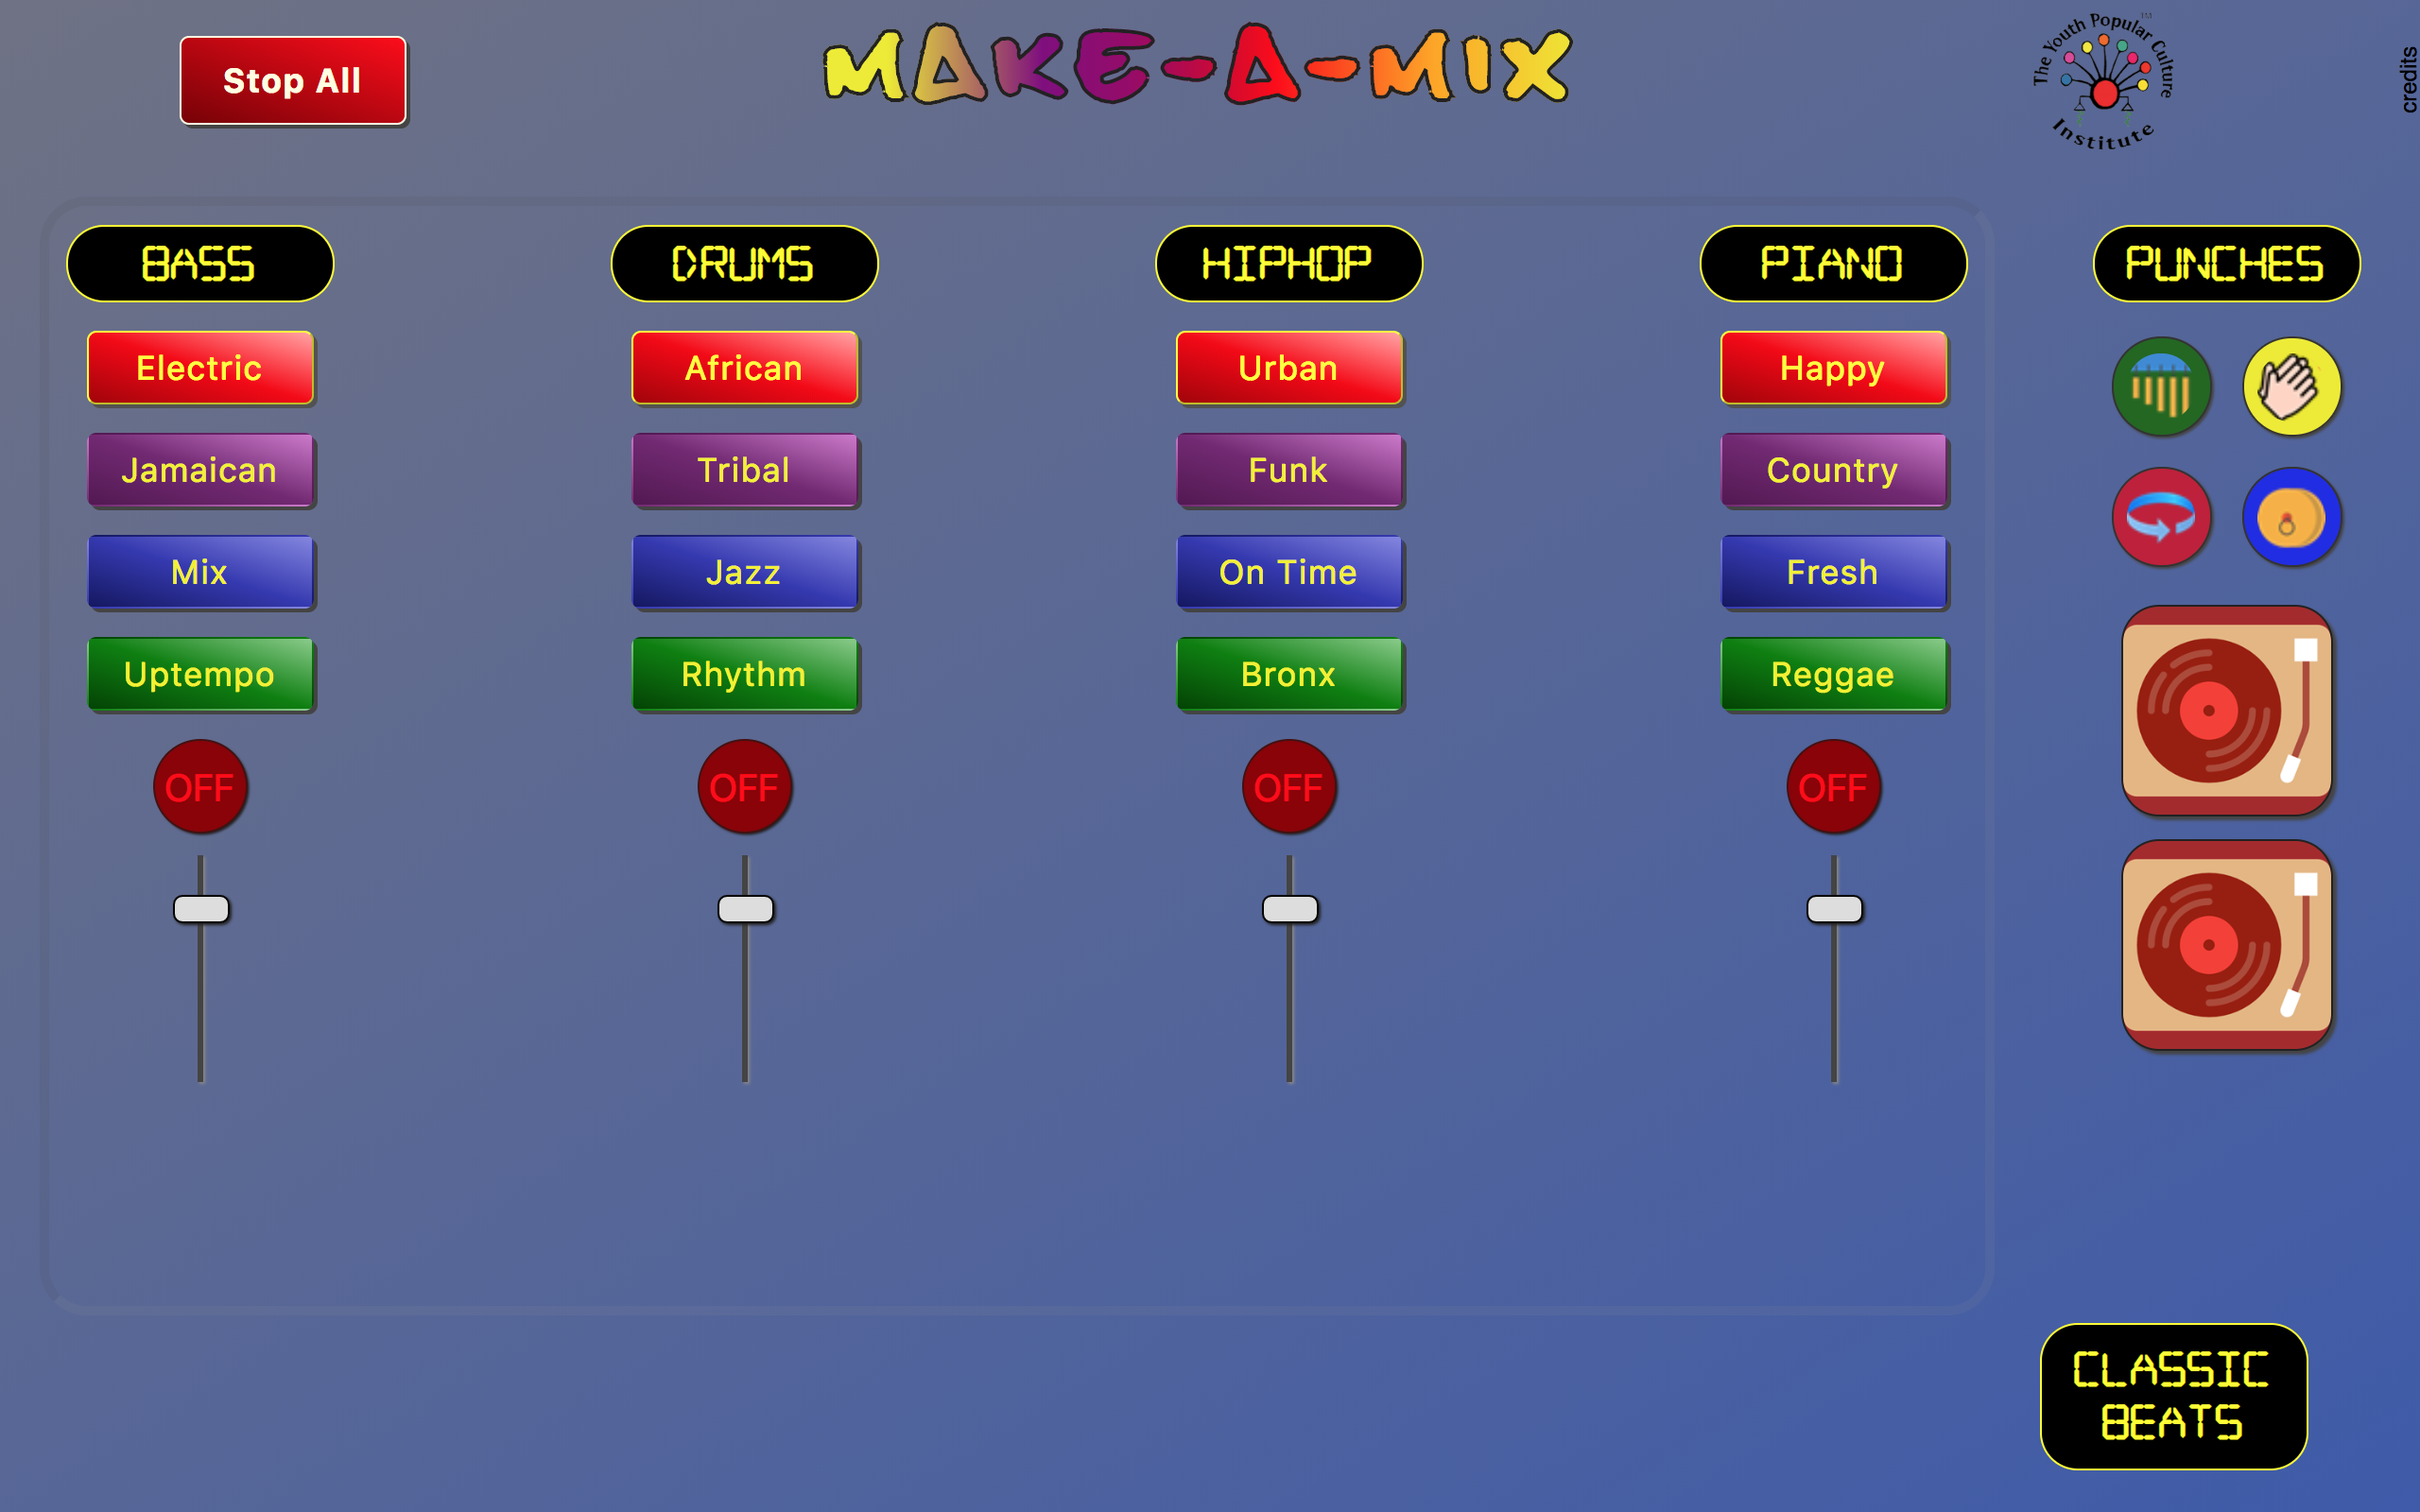 Stop All
MAKE-A-MIX
The Youth Popular Culture
TM
Institute
credits
BASS
DRUMS
HIPHOP
PIANO
PUNCHES
Electric
African
Urban
Happy
Jamaican
Tribal
Funk
Country
Mix
Jazz
On Time
Fresh
Uptempo
Rhythm
Bronx
Reggae
OFF
OFF
OFF
OFF
CLASSIC
BEATS